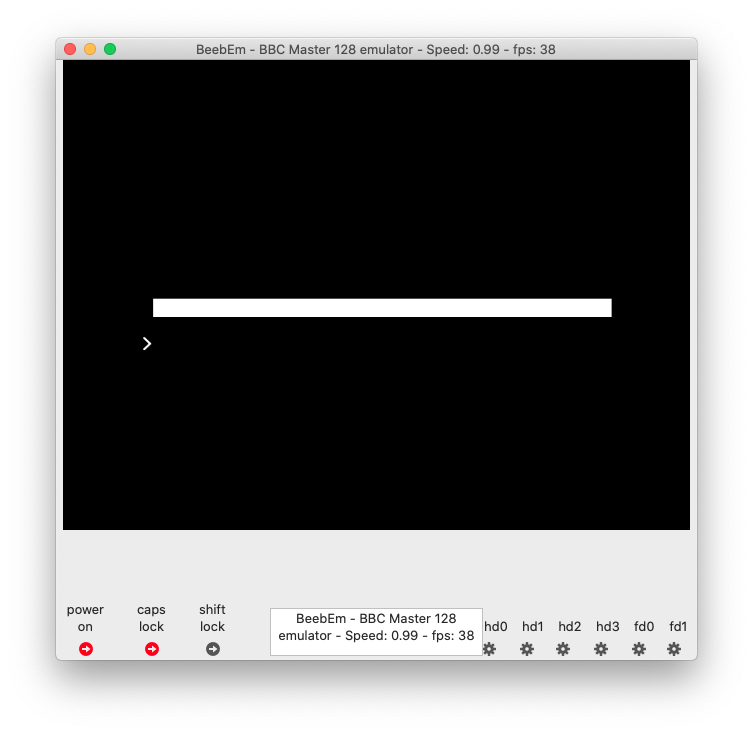 BeebEm - BBC Master 128 emulator - Speed: 0.99 - fps: 38
>
power on
caps lock
shift lock
BeebEm - BBC Master 128
emulator - Speed: 0.99 - fps: 38
hd0 hd1 hd2 hd3 fd0 fd1